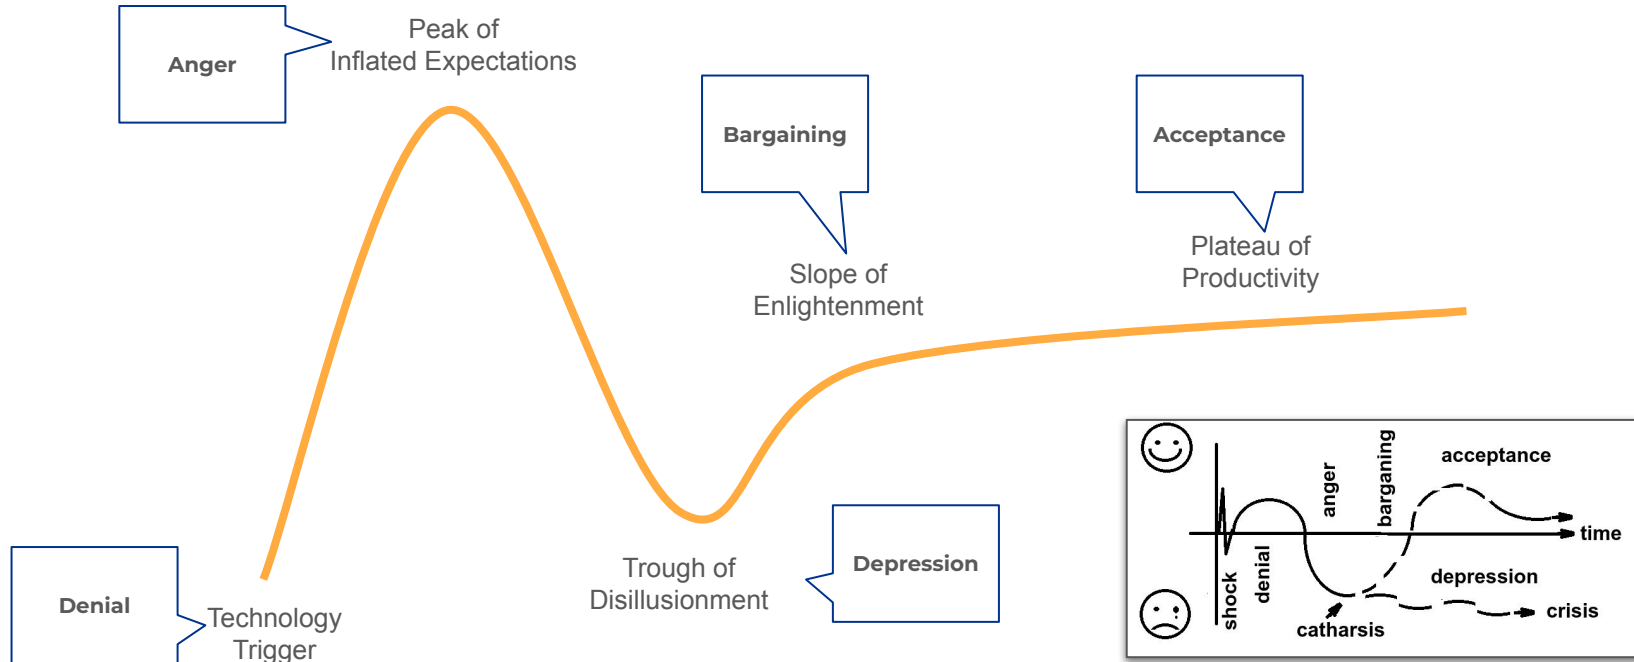 Anger
Peak of
Inflated Expectations
Bargaining
Acceptance
Slope of
Enlightenment
Plateau of
Productivity
Denial
Technology
Trigger
Trough of
Disillusionment
Depression
shock
denial
anger
barganing
acceptance
time
depression
crisis
catharsis